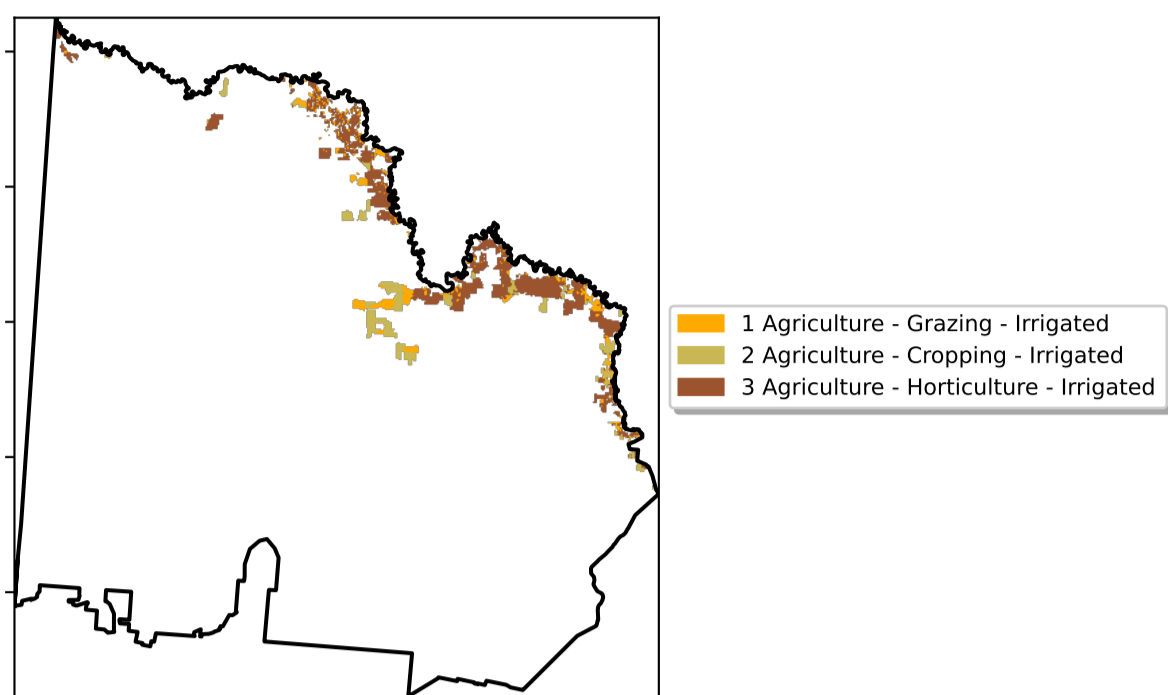 1 Agriculture - Grazing - Irrigated
2 Agriculture - Cropping - Irrigated
3 Agriculture - Horticulture - Irrigated